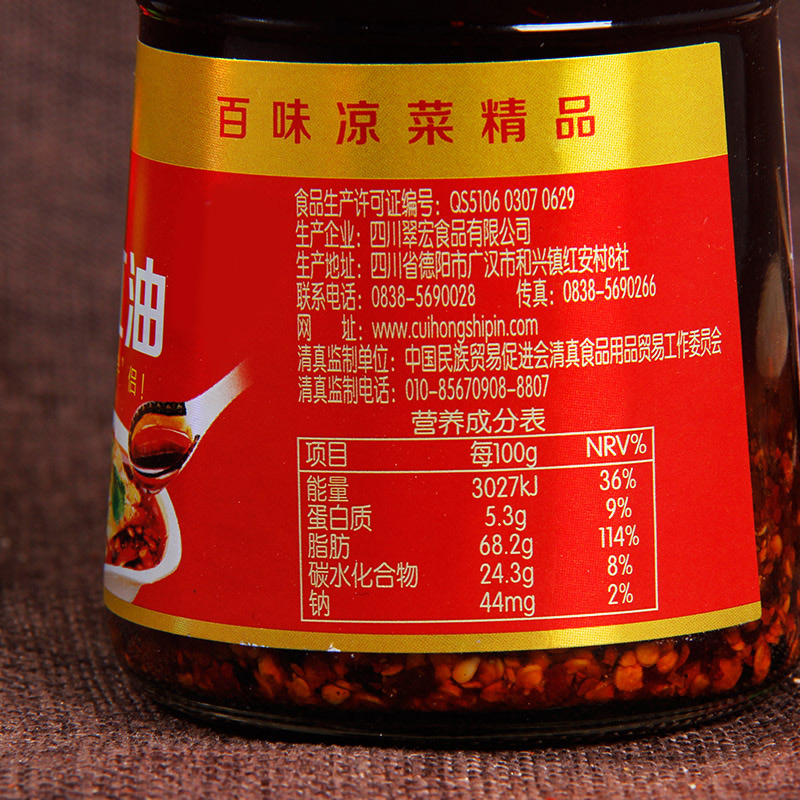 百味凉菜精品
食品生产许可证编号：QS5106 0307 0629
生产企业：四川翠宏食品有限公司
生产地址：四川省德阳市广汉市和兴镇红安村8社
联系电话：0838-5690028 传真：0838-5690266
网 址：www.cuihongshipin.com
清真监制单位：中国民族贸易促进会清真食品用品贸易工作委员会
清真监制电话：010-85670908-8807
营养成分表
项目 每100g NRV%
能量 3027kJ 36%
蛋白质 5.3g 9%
脂肪 68.2g 114%
碳水化合物 24.3g 8%
钠 44mg 2%
油
侣！